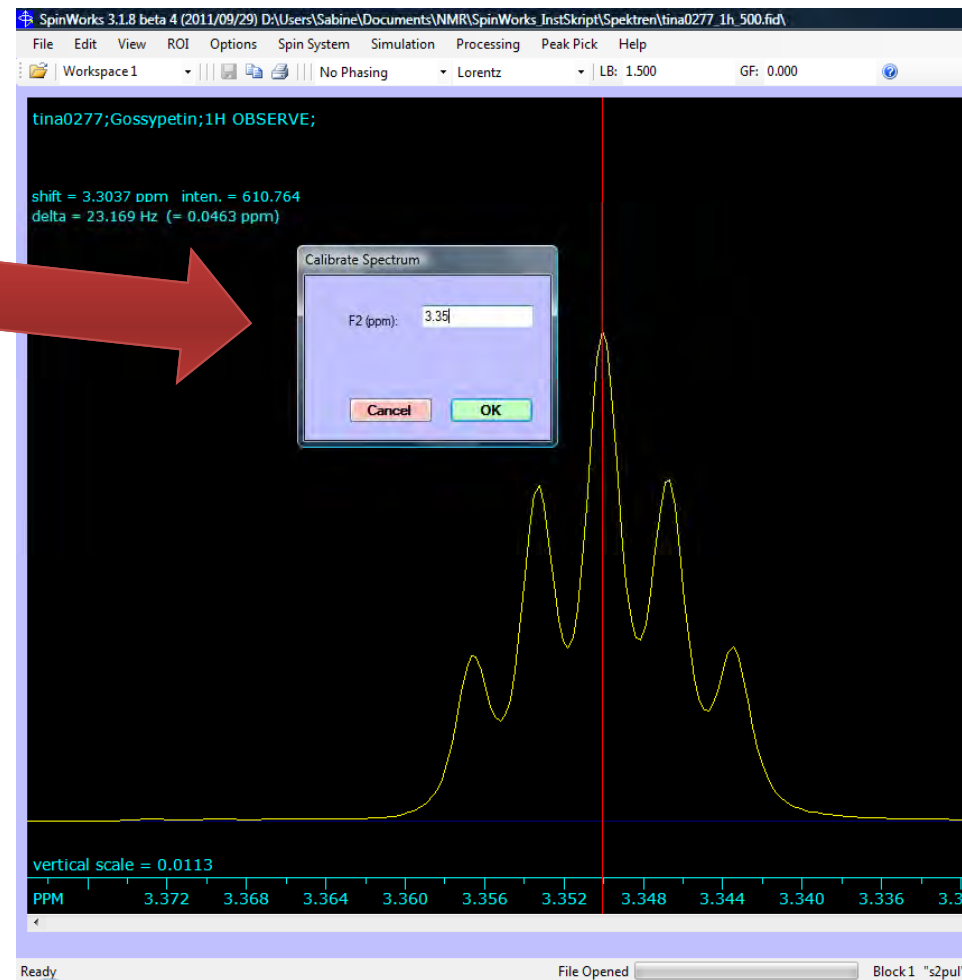 SpinWorks 3.1.8 beta 4 (2011/09/29) D:\Users\Sabine\Documents\NMR\SpinWorks_InstSkript\Spektren\tina0277_1h_500.fid\
File Edit View ROI Options Spin System Simulation Processing Peak Pick Help
Workspace 1 No Phasing Lorentz LB: 1.500 GF: 0.000
tina0277;Gossypetin;1H OBSERVE;
shift = 3.3037 ppm inten. = 610.764
delta = 23.169 Hz (= 0.0463 ppm)
Calibrate Spectrum
F2 (ppm): 3.35
Cancel OK
vertical scale = 0.0113
PPM 3.372 3.368 3.364 3.360 3.356 3.352 3.348 3.344 3.340 3.336 3.3
Ready File Opened Block 1 "s2pul"